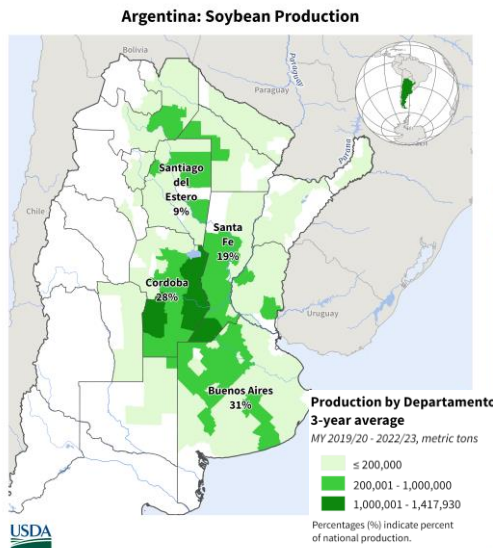 Argentina: Soybean Production
Bolivia
Paraguay
Paraguay
Parana
Chile
Santiago
del
Estero
9%
Santa
Fe
19%
Cordoba
28%
Uruguay
Buenos Aires
31%
Production by Departamento
3-year average
MY 2019/20 - 2022/23, metric tons
≤ 200,000
200,001 - 1,000,000
1,000,001 - 1,417,930
Percentages (%) indicate percent
of national production.
USDA